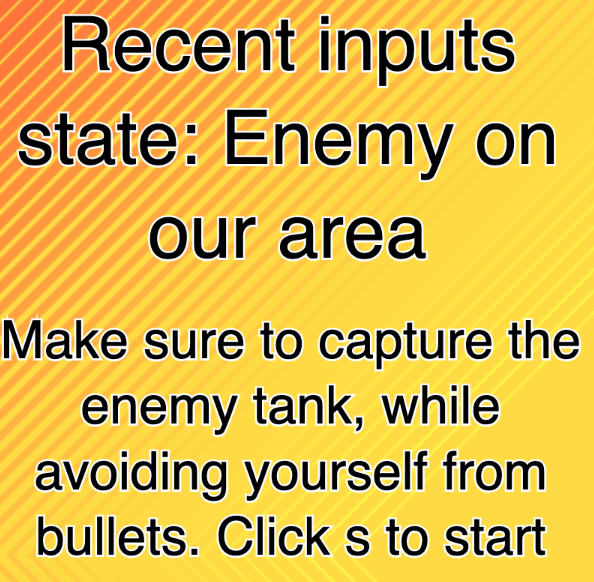 Recent inputs
state: Enemy on
our area
Make sure to capture the
enemy tank, while
avoiding yourself from
bullets. Click s to start